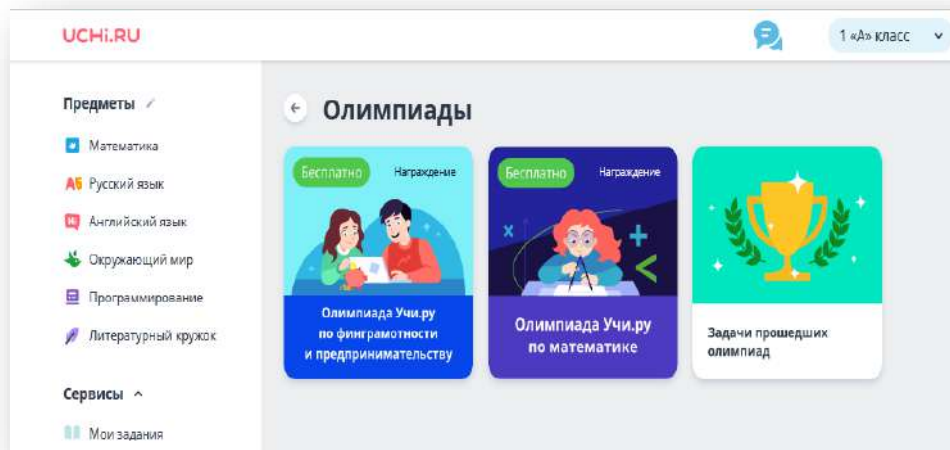 UCHi.RU
1 «А» класс
Предметы
Математика
Русский язык
Английский язык
Окружающий мир
Программирование
Литературный кружок
Сервисы
Мои задания
Олимпиады
Бесплатно
Награждение
Олимпиада Учи.ру
по финграмотности
и предпринимательству
Бесплатно
Награждение
Олимпиада Учи.ру
по математике
Задачи прошедших
олимпиад